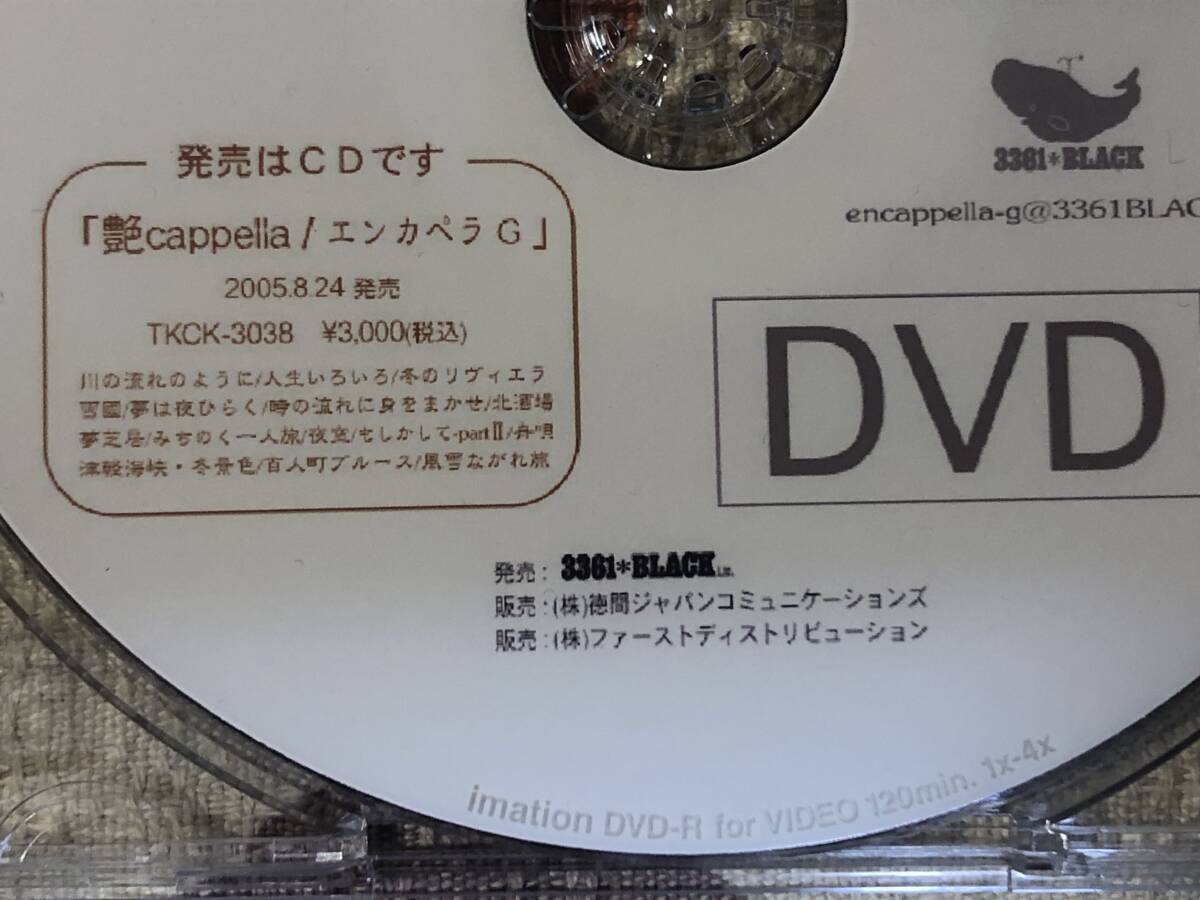 発売はCDです
「艶cappella / エンカペラG」
2005.8.24 発売
TKCK-3038 ¥3,000(税込)
川の流れのように/人生いろいろ/冬のリヴィエラ
雪國/夢は夜ひらく/時の流れに身をまかせ/北酒場
夢芝居/みちのく一人旅/夜空/もしかして-partⅡ/舟唄
津軽海峡・冬景色/百人町ブルース/風雪ながれ旅
3361*BLACK
encappella-g@3361BLAC
DVD
発売: 3361*BLACK
販売:(株)徳間ジャパンコミュニケーションズ
販売:(株)ファーストディストリビューション
imation DVD-R for VIDEO 120min. 1x-4x